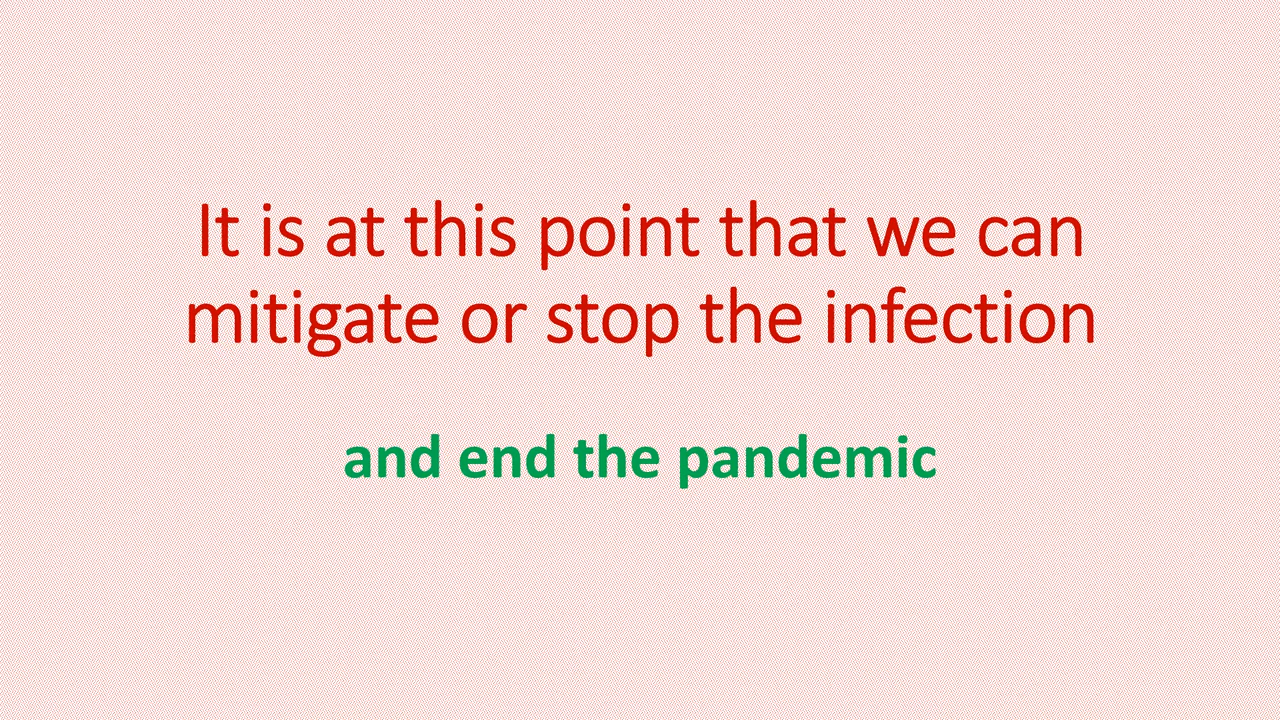 It is at this point that we can
mitigate or stop the infection
and end the pandemic